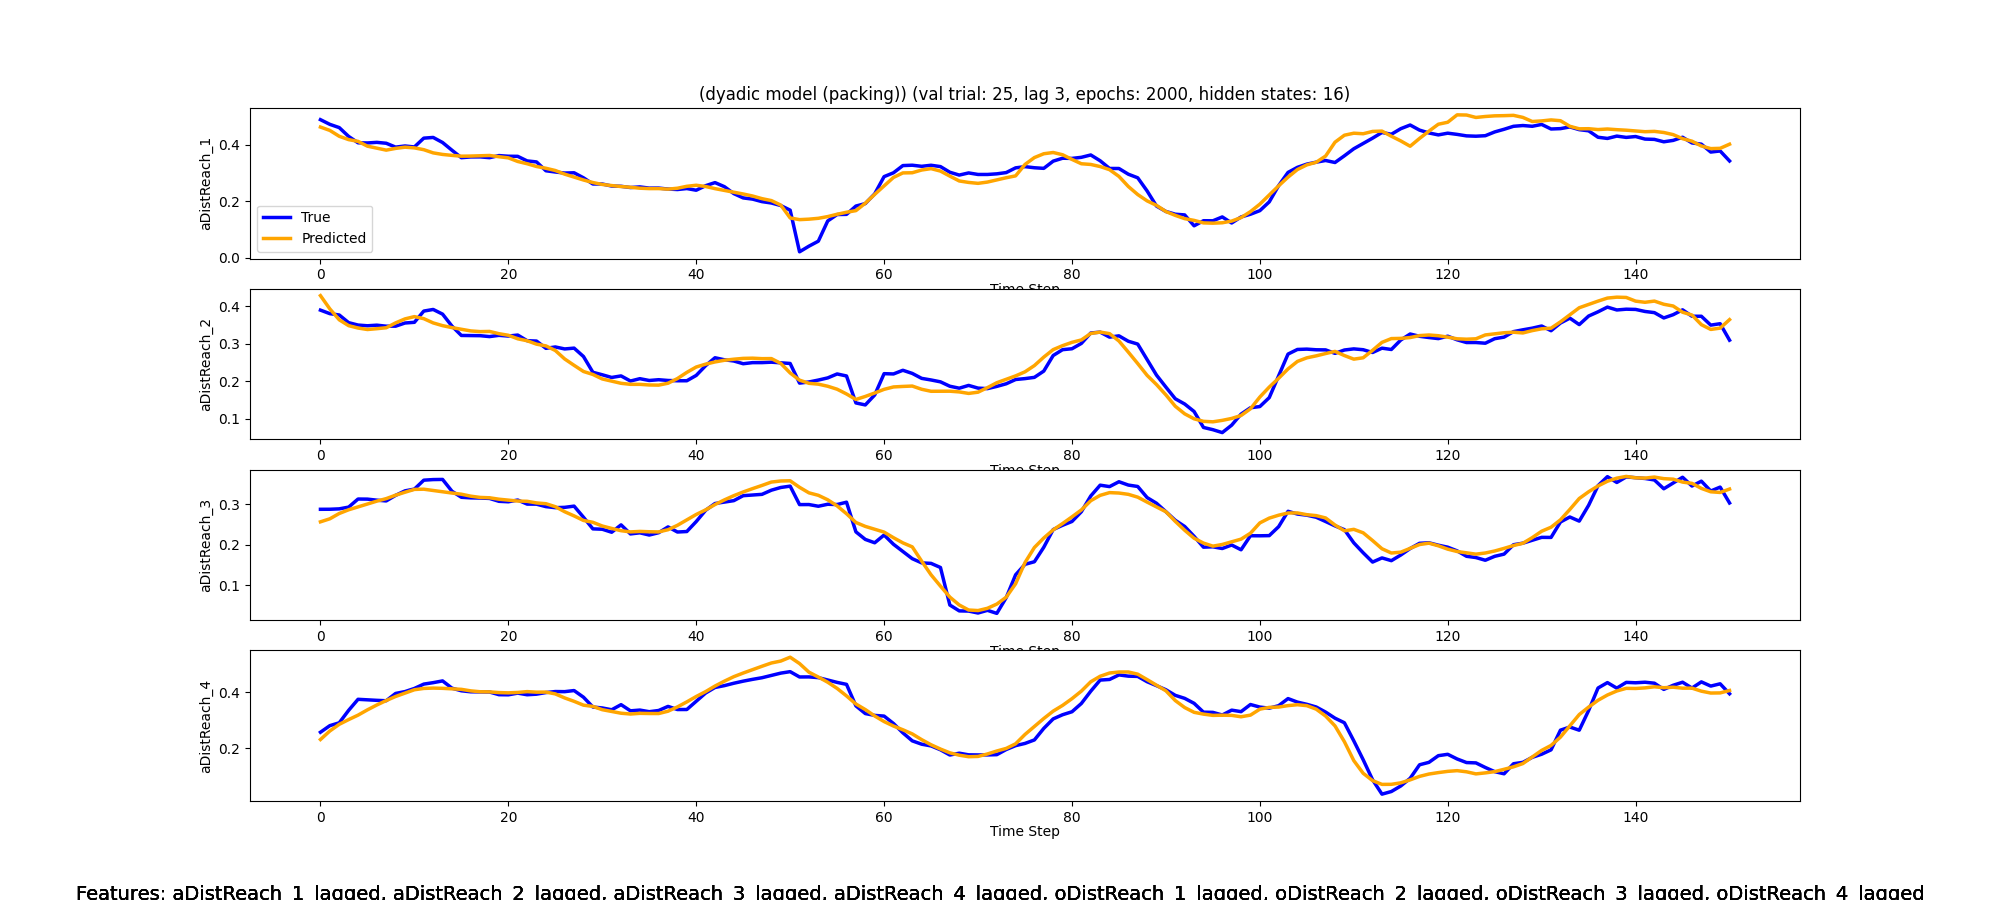 (dyadic model (packing)) (val trial: 25, lag 3, epochs: 2000, hidden states: 16)
aDistReach_1
0.4
0.2
0.0
True
Predicted
0 20 40 60 80 100 120 140
Time Step
aDistReach_2
0.4
0.3
0.2
0.1
0 20 40 60 80 100 120 140
Time Step
aDistReach_3
0.3
0.2
0.1
0 20 40 60 80 100 120 140
Time Step
aDistReach_4
0.4
0.2
0 20 40 60 80 100 120 140
Time Step
Features: aDistReach_1_lagged, aDistReach_2_lagged, aDistReach_3_lagged, aDistReach_4_lagged, oDistReach_1_lagged, oDistReach_2_lagged, oDistReach_3_lagged, oDistReach_4_lagged